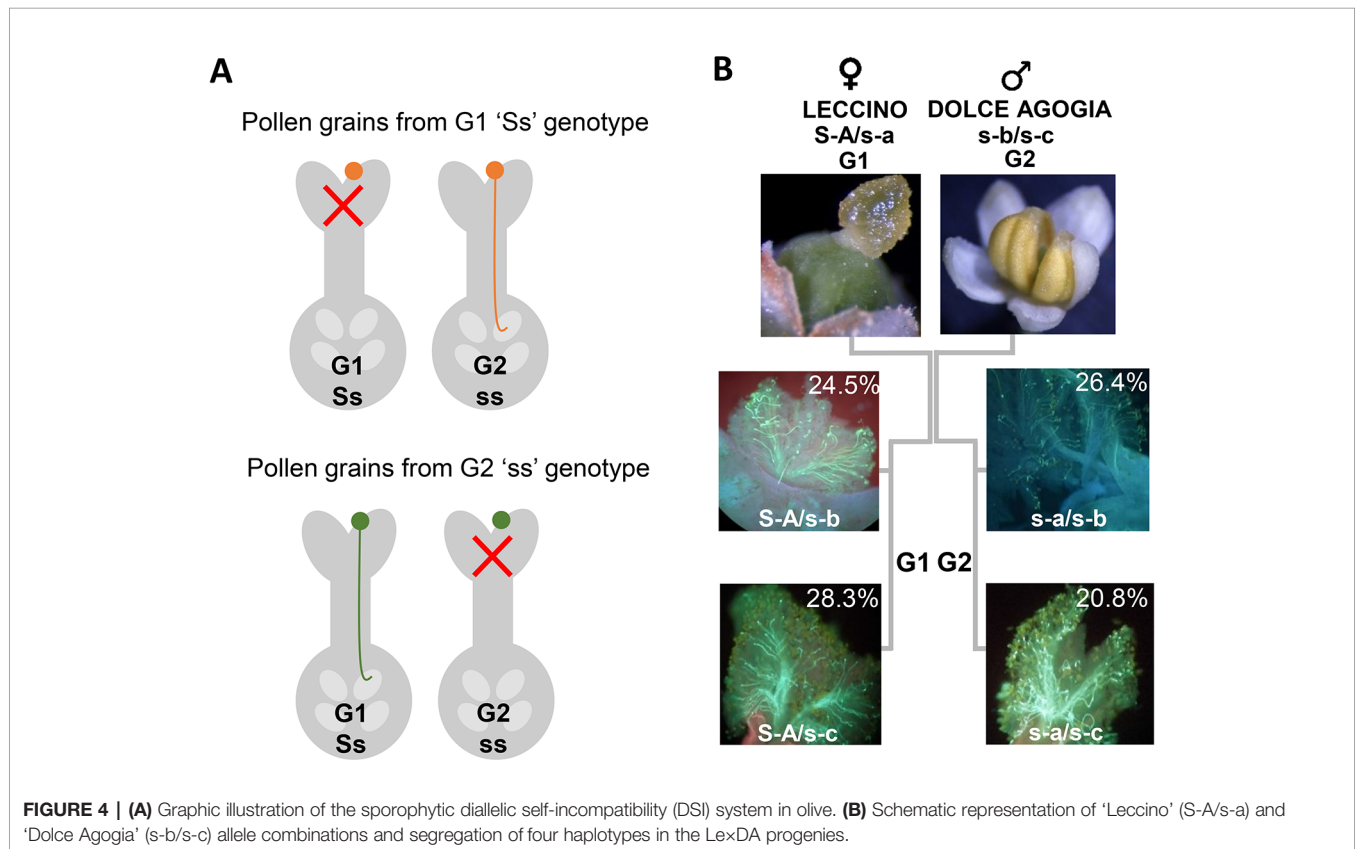 A
Pollen grains from G1 ‘Ss’ genotype
G1
Ss
G2
ss
Pollen grains from G2 ‘ss’ genotype
G1
Ss
G2
ss
B
♀
LECCINO
S-A/s-a
G1
♂
DOLCE AGOGIA
s-b/s-c
G2
24.5%
S-A/s-b
26.4%
s-a/s-b
G1 G2
28.3%
S-A/s-c
20.8%
s-a/s-c
FIGURE 4 | (A) Graphic illustration of the sporophytic diallelic self-incompatibility (DSI) system in olive. (B) Schematic representation of ‘Leccino’ (S-A/s-a) and
‘Dolce Agogia’ (s-b/s-c) allele combinations and segregation of four haplotypes in the Le×DA progenies.